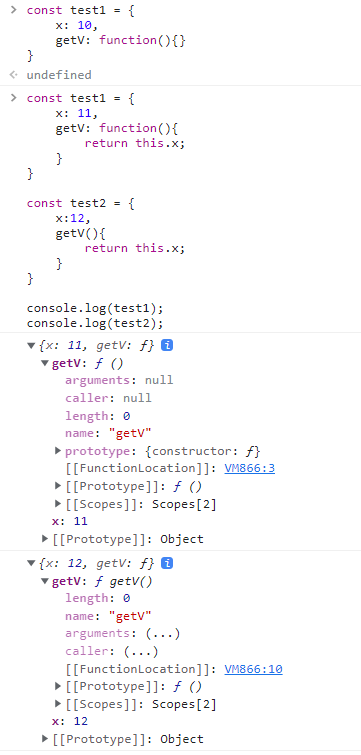 const test1 = {
x: 10,
getV: function(){}
}
undefined
const test1 = {
x: 11,
getV: function(){
return this.x;
}
}
const test2 = {
x:12,
getV(){
return this.x;
}
}
console.log(test1);
console.log(test2);
{x: 11, getV: ƒ} i
getV: ƒ ()
arguments: null
caller: null
length: 0
name: "getV"
prototype: {constructor: ƒ}
[[FunctionLocation]]: VM866:3
[[Prototype]]: ƒ ()
[[Scopes]]: Scopes[2]
x: 11
[[Prototype]]: Object
{x: 12, getV: ƒ} i
getV: ƒ getV()
length: 0
name: "getV"
arguments: (...)
caller: (...)
[[FunctionLocation]]: VM866:10
[[Prototype]]: ƒ ()
[[Scopes]]: Scopes[2]
x: 12
[[Prototype]]: Object